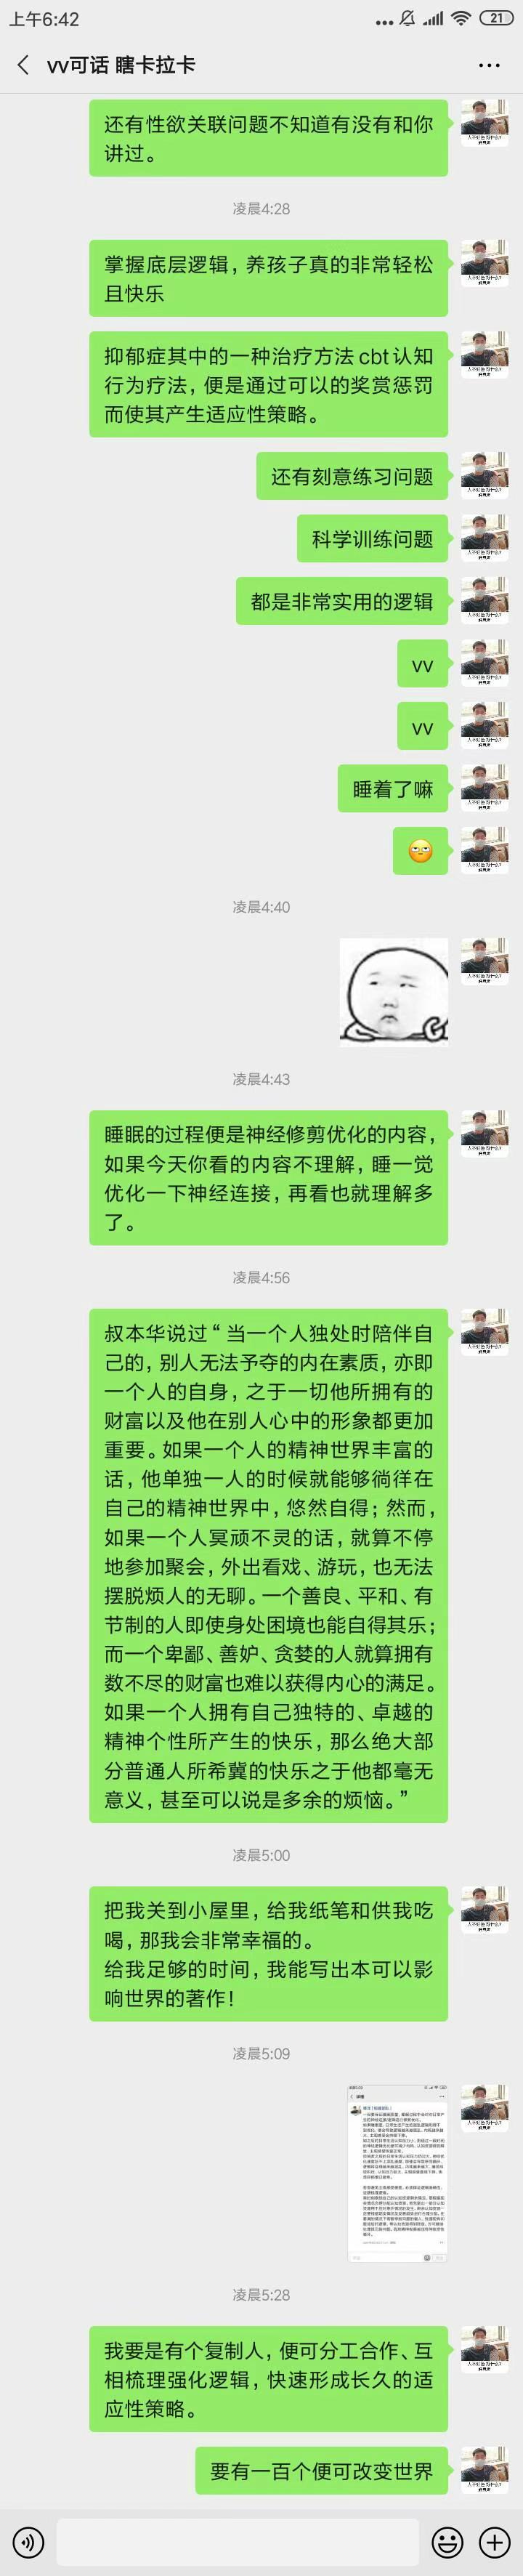 上午6:42
21
vv可话 瞎卡拉卡
还有性欲关联问题不知道有没有和你
讲过。
凌晨4:28
掌握底层逻辑，养孩子真的非常轻松
且快乐
抑郁症其中的一种治疗方法cbt认知
行为疗法，便是通过可以的奖赏惩罚
而使其产生适应性策略。
还有刻意练习问题
科学训练问题
都是非常实用的逻辑
vv
vv
睡着了嘛
凌晨4:40
凌晨4:43
睡眠的过程便是神经修剪优化的内容，
如果今天你看的内容不理解，睡一觉
优化一下神经连接，再看也就理解多
了。
凌晨4:56
叔本华说过“当一个人独处时陪伴自
己的，别人无法予夺的内在素质，亦即
一个人的自身，之于一切他所拥有的
财富以及他在别人心中的形象都更加
重要。如果一个人的精神世界丰富的
话，他单独一人的时候就能够徜徉在
自己的精神世界中，悠然自得；然而，
如果一个人冥顽不灵的话，就算不停
地参加聚会，外出看戏、游玩，也无法
摆脱烦人的无聊。一个善良、平和、有
节制的人即使身处困境也能自得其乐；
而一个卑鄙、善妒、贪婪的人就算拥有
数不尽的财富也难以获得内心的满足。
如果一个人拥有自己独特的、卓越的
精神个性所产生的快乐，那么绝大部
分普通人所希冀的快乐之于他都毫无
意义，甚至可以说是多余的烦恼。”
凌晨5:00
把我关到小屋里，给我纸笔和供我吃
喝，那我会非常幸福的。
给我足够的时间，我能写出本可以影
响世界的著作！
凌晨5:09
凌晨5:28
我要是有个复制人，便可分工合作、互
相梳理强化逻辑，快速形成长久的适
应性策略。
要有一百个便可改变世界